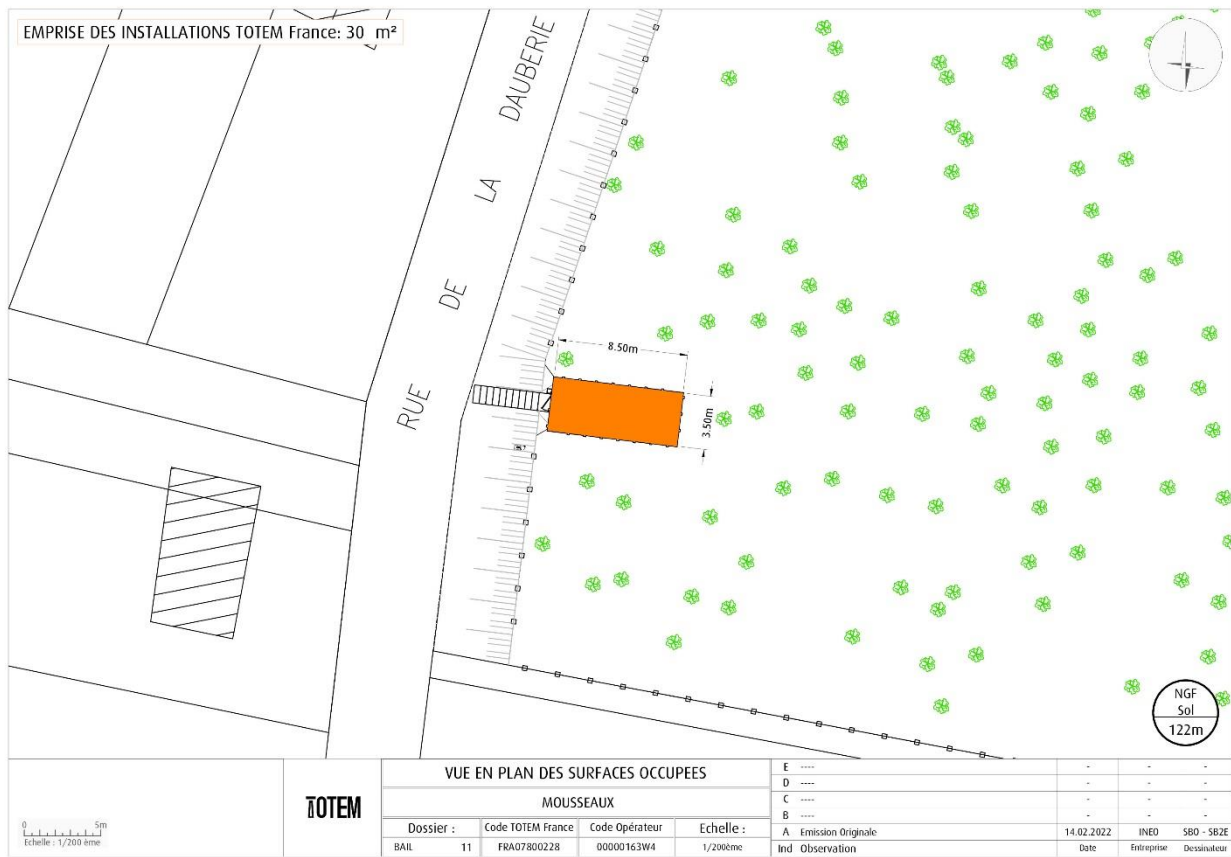 EMPRISE DES INSTALLATIONS TOTEM France: 30 m²
RUE DE LA DAUBERIE
8.50m
3.50m
NGF
Sol
122m
0 5m
Echelle : 1/200 ème
TOTEM
VUE EN PLAN DES SURFACES OCCUPEES
MOUSSEAUX
Dossier : Code TOTEM France Code Opérateur Echelle :
BAIL 11 FRA07800228 00000163W4 1/200ème
E ---- - - -
D ---- - - -
C ---- - - -
B ---- - - -
A Emission Originale 14.02.2022 INEO SBO - SB2E
Ind Observation Date Entreprise Dessinateur